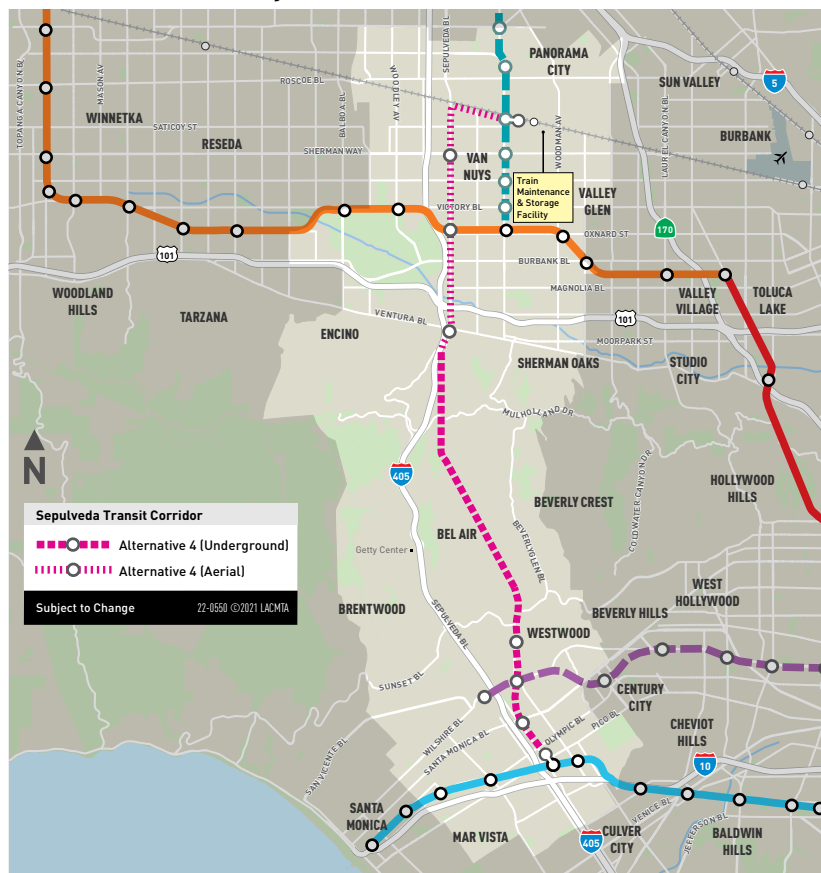 PANORAMA
CITY
SEPULVEDA BL
SUN VALLEY
5
TOPANGA CANYON BL
MASON AV
ROSCOE BL
WOODLEY AV
BALBOA BL
WINNETKA
SATICOY ST
RESEDA
SHERMAN WAY
VAN
NUYS
WOODMAN AV
LAUREL CANYON BL
BURBANK
Train
Maintenance
& Storage
Facility
VALLEY
GLEN
VICTORY BL
OXNARD ST
170
101
BURBANK BL
MAGNOLIA BL
WOODLAND
HILLS
TARZANA
VENTURA BL
101
VALLEY
VILLAGE
TOLUCA
LAKE
ENCINO
MOORPARK ST
SHERMAN OAKS
STUDIO
CITY
MULHOLLAND DR
N
405
COLDWATER CANYON DR
HOLLYWOOD
HILLS
BEVERLY CREST
Sepulveda Transit Corridor
Alternative 4 (Underground)
Alternative 4 (Aerial)
Subject to Change
22-0550 ©2021 LACMTA
BEL AIR
BEVERLY GLEN BL
Getty Center
WEST
HOLLYWOOD
BRENTWOOD
SEPULVEDA BL
BEVERLY HILLS
WESTWOOD
SUNSET BL
CENTURY
CITY
WILSHIRE BL
SANTA MONICA BL
OLYMPIC BL
PICO BL
CHEVIOT
HILLS
SAN VICENTE BL
10
SANTA
MONICA
VENICE BL
JEFFERSON BL
MAR VISTA
405
CULVER
CITY
BALDWIN
HILLS